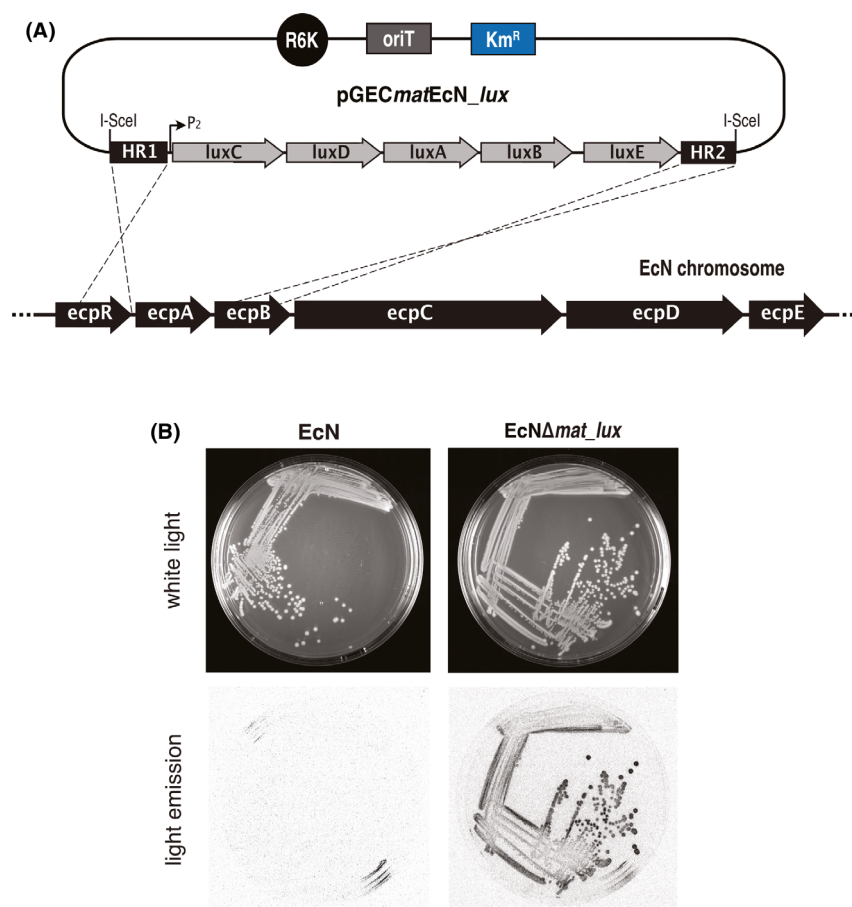 (A)
R6K oriT KmR
pGECmatEcN_lux
I-SceI I-SceI
P2
HR1 luxC luxD luxA luxB luxE HR2
EcN chromosome
ecpR ecpA ecpB ecpC ecpD ecpE
(B)
EcN EcNΔmat_lux
white light
light emission